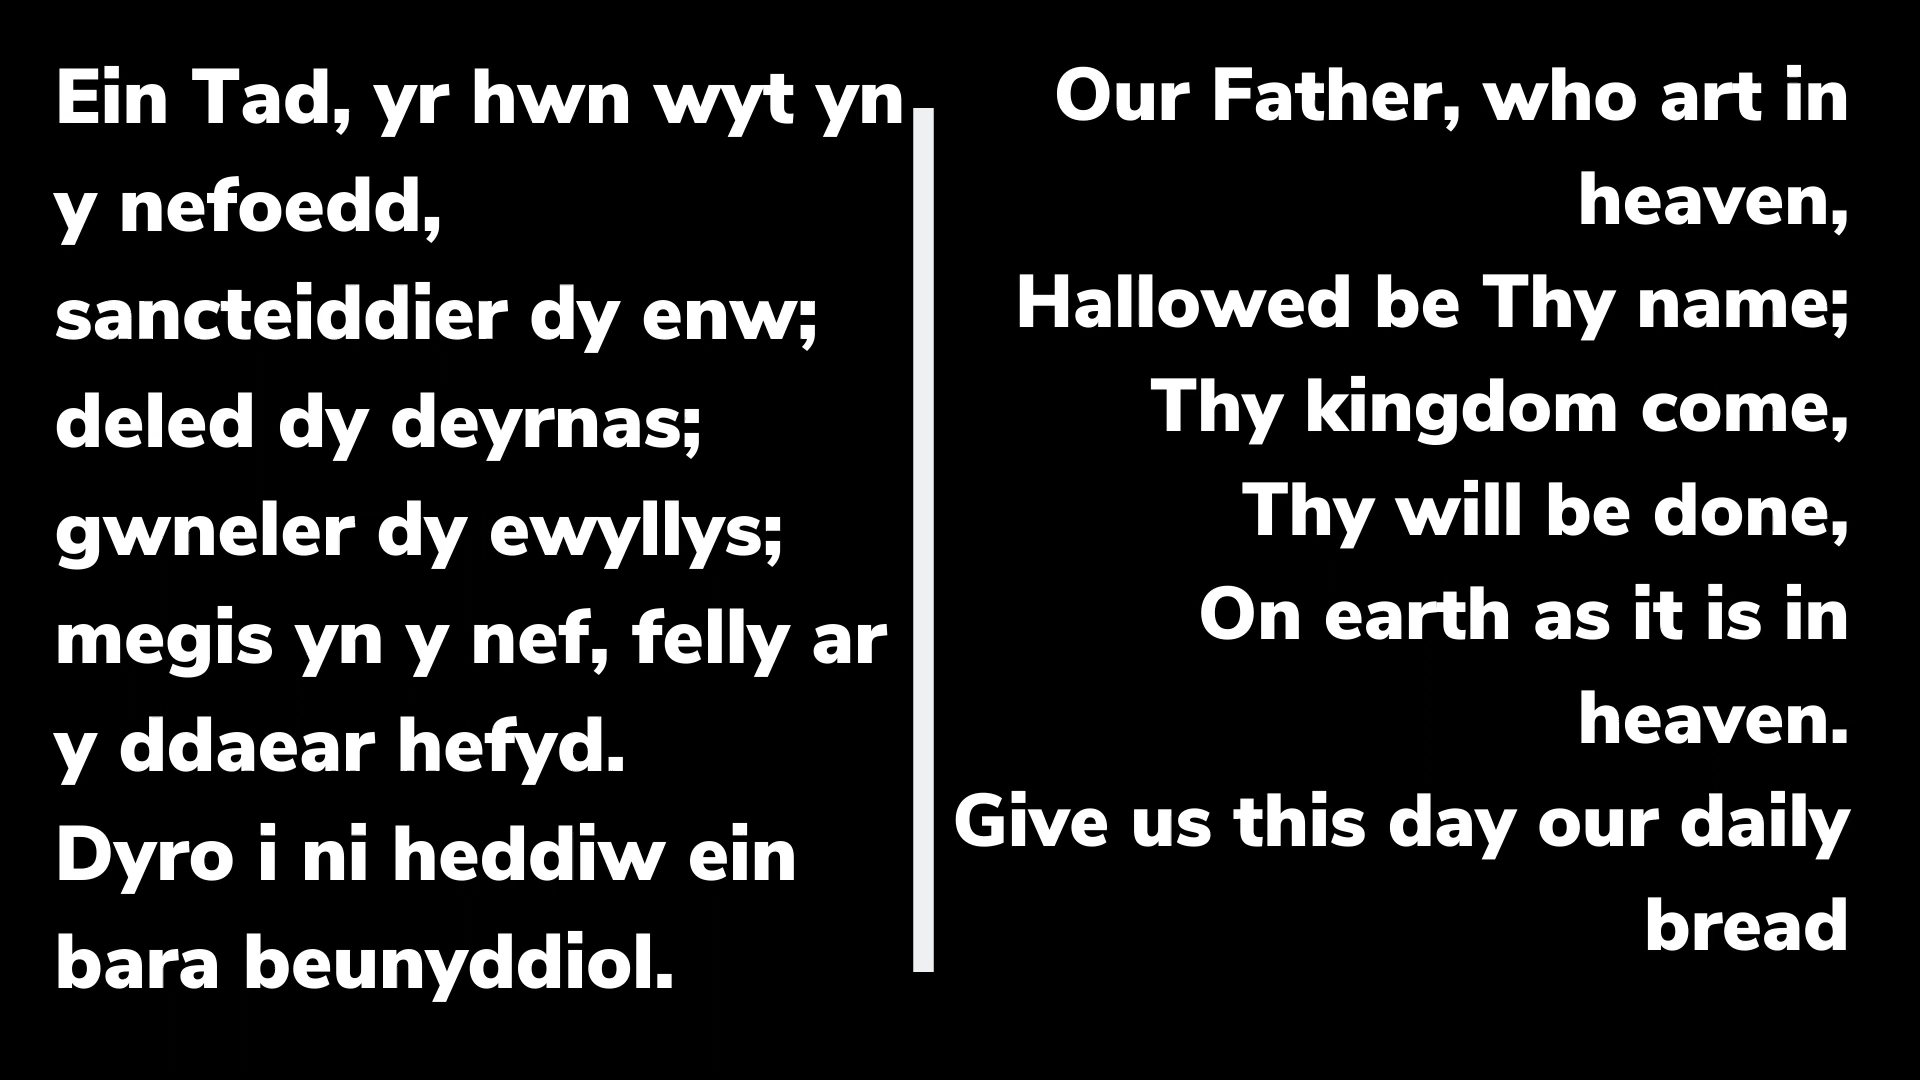 Ein Tad, yr hwn wyt yn
y nefoedd,
sancteiddier dy enw;
deled dy deyrnas;
gwneler dy ewyllys;
megis yn y nef, felly ar
y ddaear hefyd.
Dyro i ni heddiw ein
bara beunyddiol.
Our Father, who art in
heaven,
Hallowed be Thy name;
Thy kingdom come,
Thy will be done,
On earth as it is in
heaven.
Give us this day our daily
bread